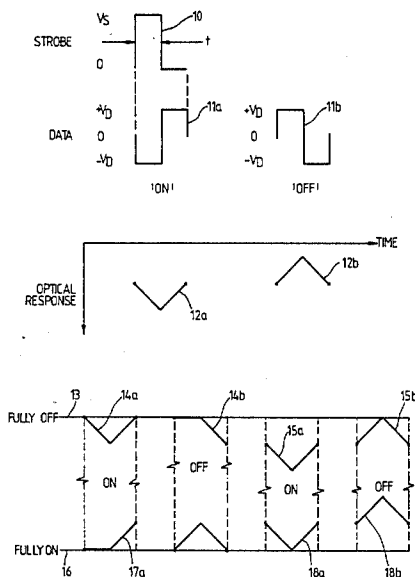 VS
10
STROBE
t
0
+VD
11a
+VD
11b
DATA
0
0
-VD
-VD
'ON'
'OFF'
TIME
12b
OPTICAL
RESPONSE
12a
13
14a
14b
15b
FULLY OFF
15a
ON
OFF
ON
OFF
FULLY ON
16
17a
18a
18b